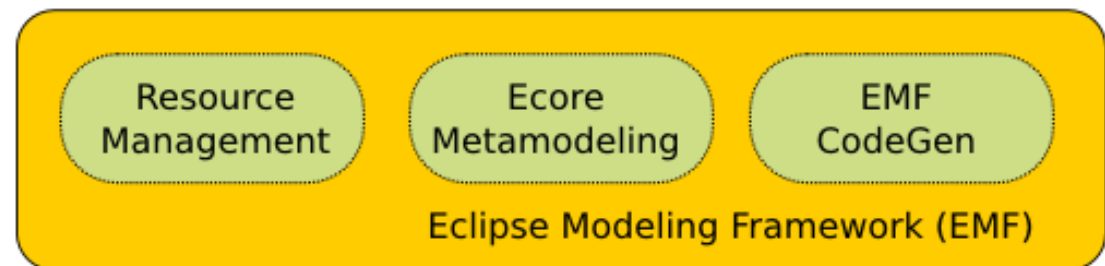 Resource
Management
Ecore
Metamodeling
EMF
CodeGen
Eclipse Modeling Framework (EMF)